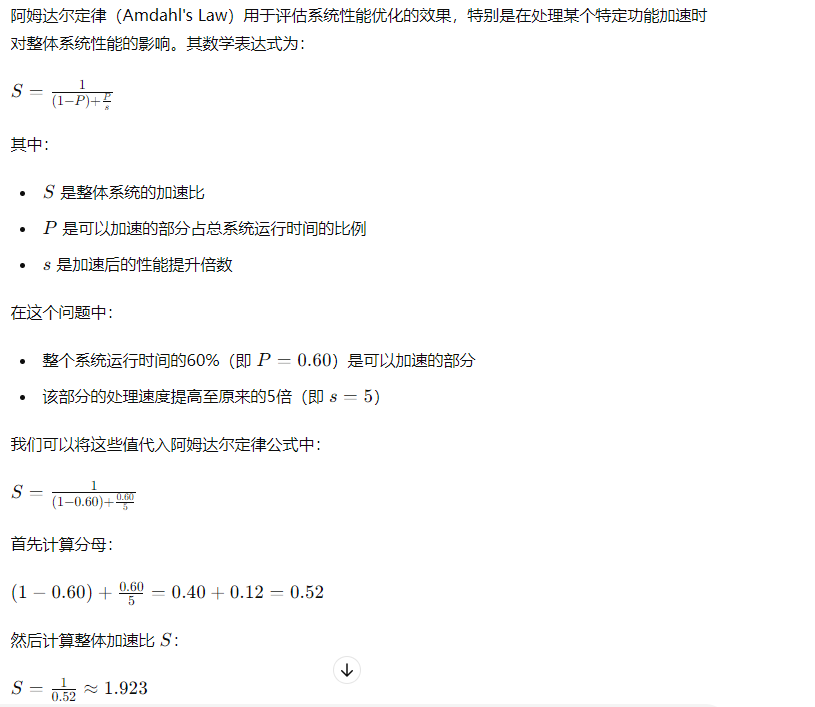 阿姆达尔定律（Amdahl's Law）用于评估系统性能优化的效果，特别是在处理某个特定功能加速时
对整体系统性能的影响。其数学表达式为：
S = \frac{1}{(1-P)+\frac{P}{s}}
其中：
• S 是整体系统的加速比
• P 是可以加速的部分占总系统运行时间的比例
• s 是加速后的性能提升倍数
在这个问题中：
• 整个系统运行时间的60%（即 P = 0.60）是可以加速的部分
• 该部分的处理速度提高至原来的5倍（即 s = 5）
我们可以将这些值代入阿姆达尔定律公式中：
S = \frac{1}{(1-0.60)+\frac{0.60}{5}}
首先计算分母：
(1 − 0.60) + \frac{0.60}{5} = 0.40 + 0.12 = 0.52
然后计算整体加速比 S：
S = \frac{1}{0.52} ≈ 1.923